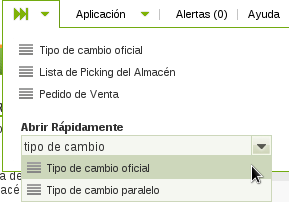 Aplicación Alertas (0) Ayuda
Tipo de cambio oficial
Lista de Picking del Almacén
Pedido de Venta
Abrir Rápidamente
tipo de cambio
Tipo de cambio oficial
Tipo de cambio paralelo